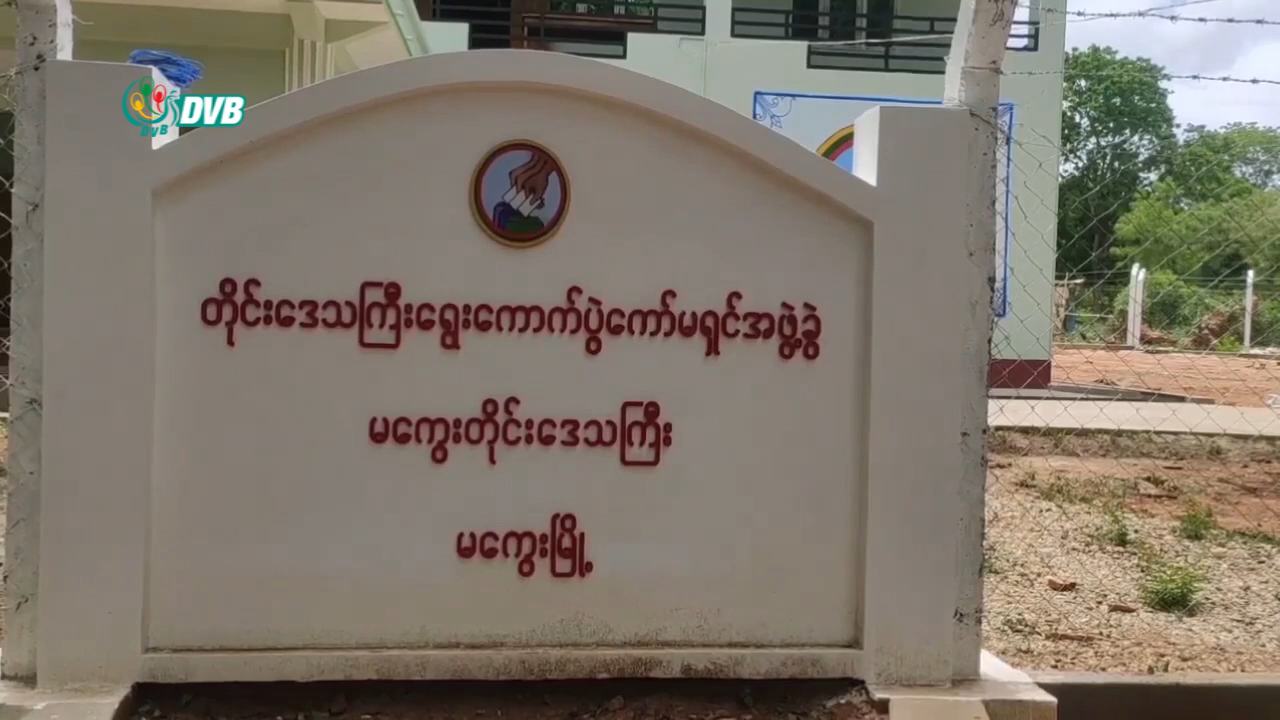 DVB
DVB
တိုင်းဒေသကြီးရွေးကောက်ပွဲကော်မရှင်အဖွဲ့ခွဲ
မကွေးတိုင်းဒေသကြီး
မကွေးမြို့